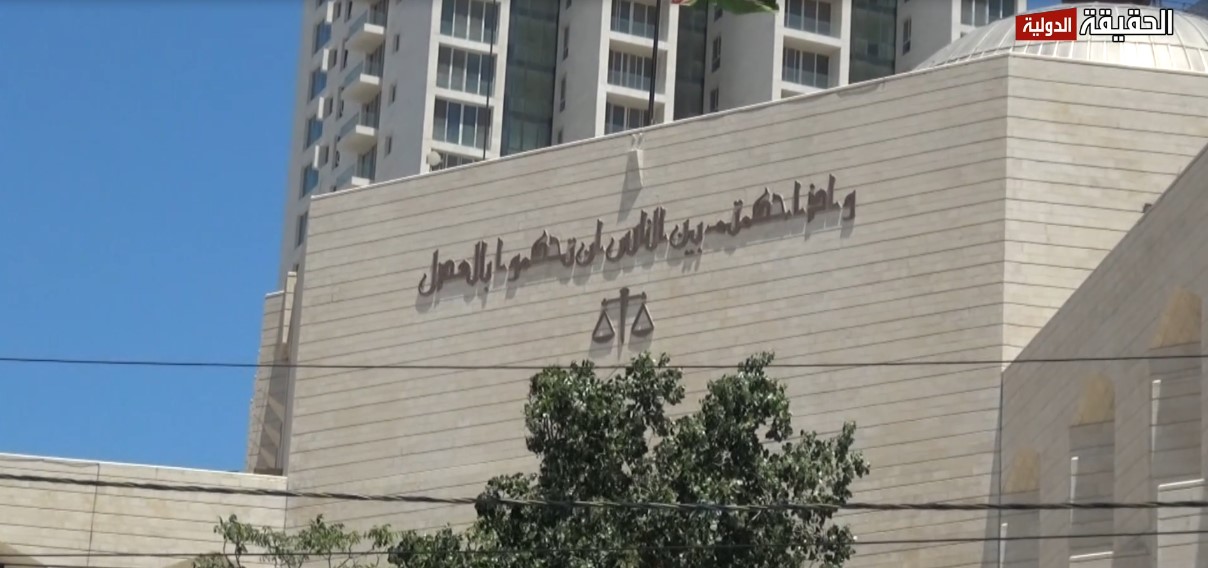 الحقيقة الدولية
واذا حكمتم بين الناس ان تحكموا بالعدل